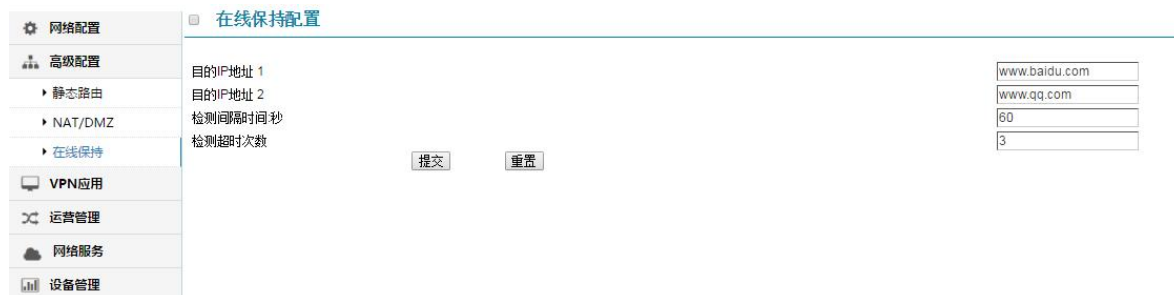 网络配置
高级配置
静态路由
NAT/DMZ
在线保持
VPN应用
运营管理
网络服务
设备管理
在线保持配置
目的IP地址 1 www.baidu.com
目的IP地址 2 www.qq.com
检测间隔时间:秒 60
检测超时次数 3
提交 重置